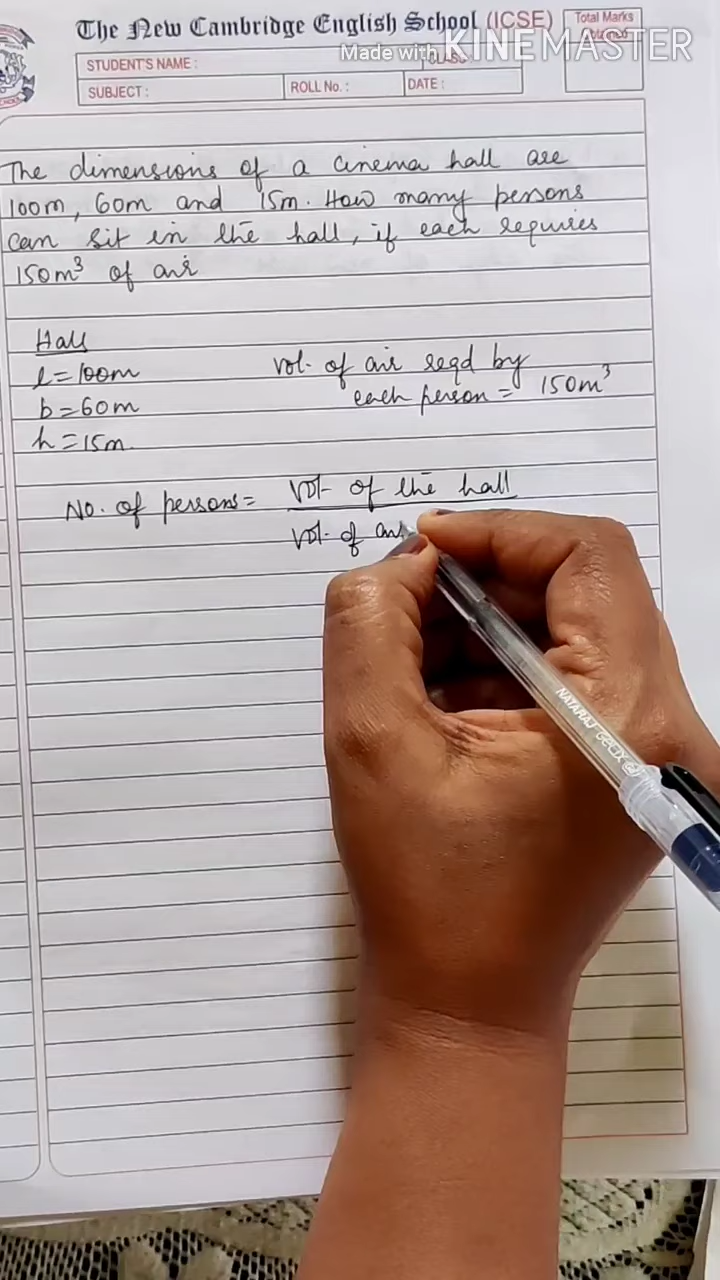 The New Cambridge English School (ICSE)
Total Marks
Made with KINEMASTER
STUDENT'S NAME :
SUBJECT :
ROLL No. :
DATE :
The dimensions of a cinema hall are
100m, 60m and 15m. How many persons
can sit in the hall, if each requires
150m³ of air
Hall
l = 100m
b = 60m
h = 15m.
vol. of air reqd by
each person = 150m³
No. of persons = vol. of the hall
vol. of air
NATARAJ GELIX